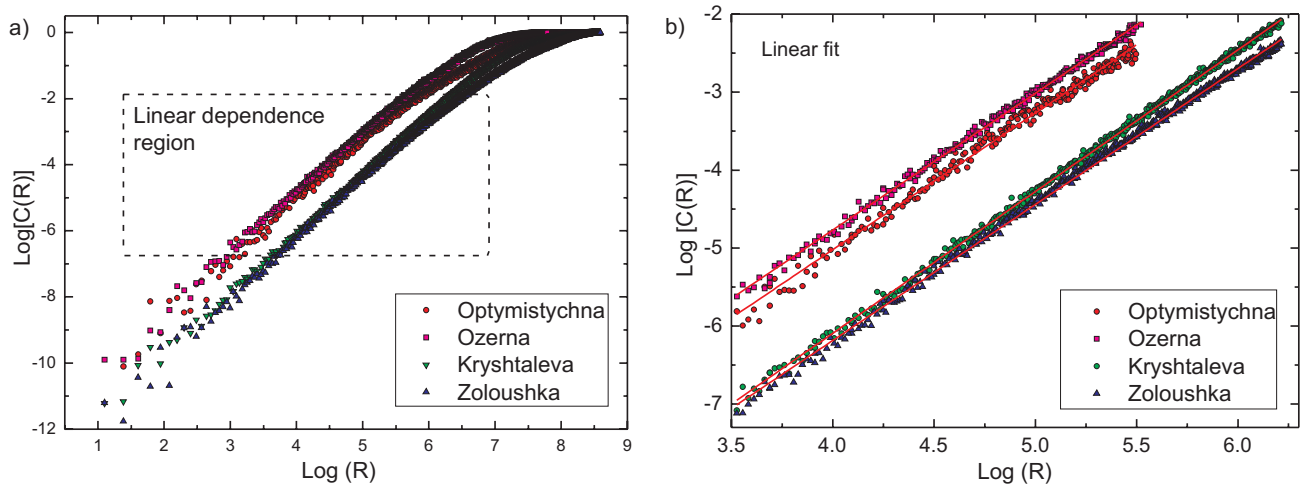 a)
0
-2
-4
-6
-8
-10
-12
Log[C(R)]
Linear dependence
region
Optymistychna
Ozerna
Kryshtaleva
Zoloushka
1 2 3 4 5 6 7 8 9
Log (R)
b)
-2
-3
-4
-5
-6
-7
Log [C(R)]
Linear fit
Optymistychna
Ozerna
Kryshtaleva
Zoloushka
3.5 4.0 4.5 5.0 5.5 6.0
Log (R)